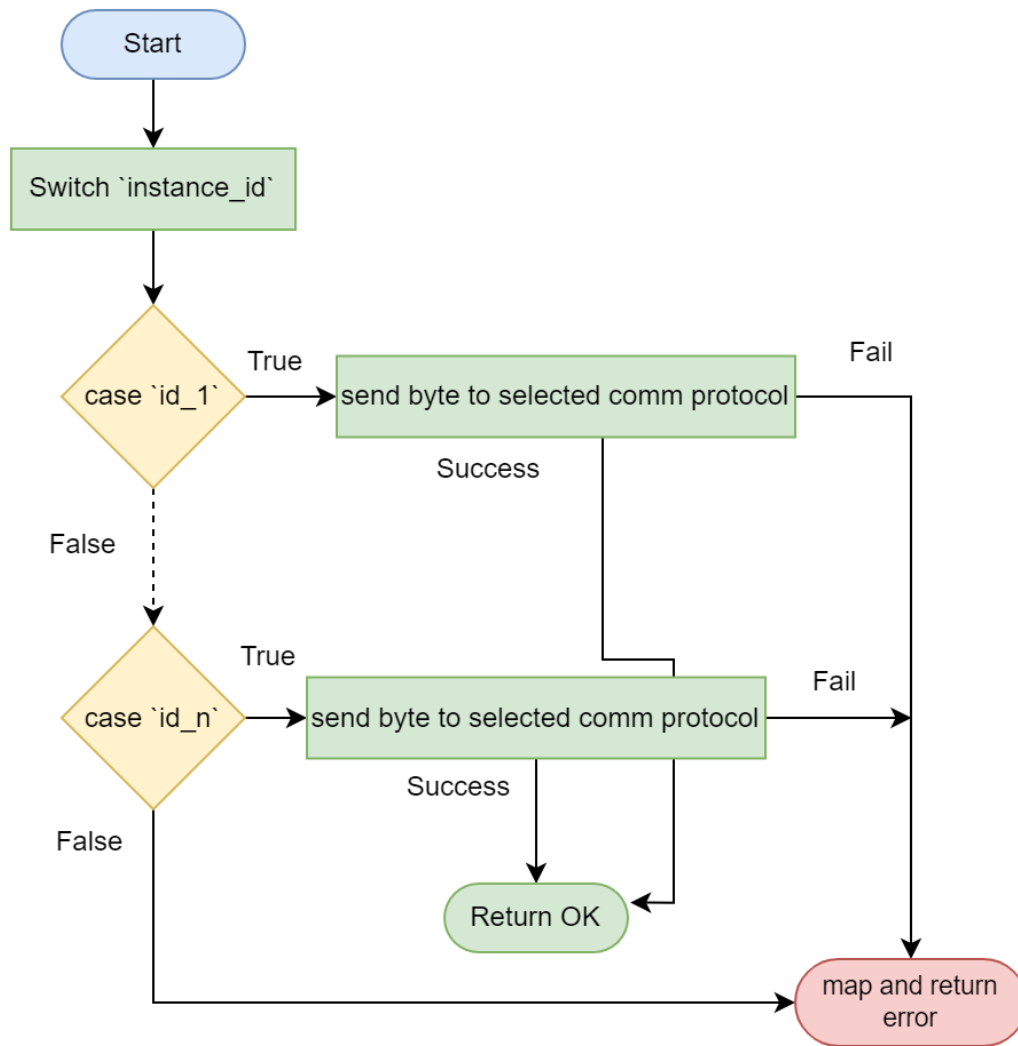 Start
Switch `instance_id`
case `id_1`
True
send byte to selected comm protocol
Fail
Success
False
case `id_n`
True
send byte to selected comm protocol
Fail
Success
False
Return OK
map and return
error